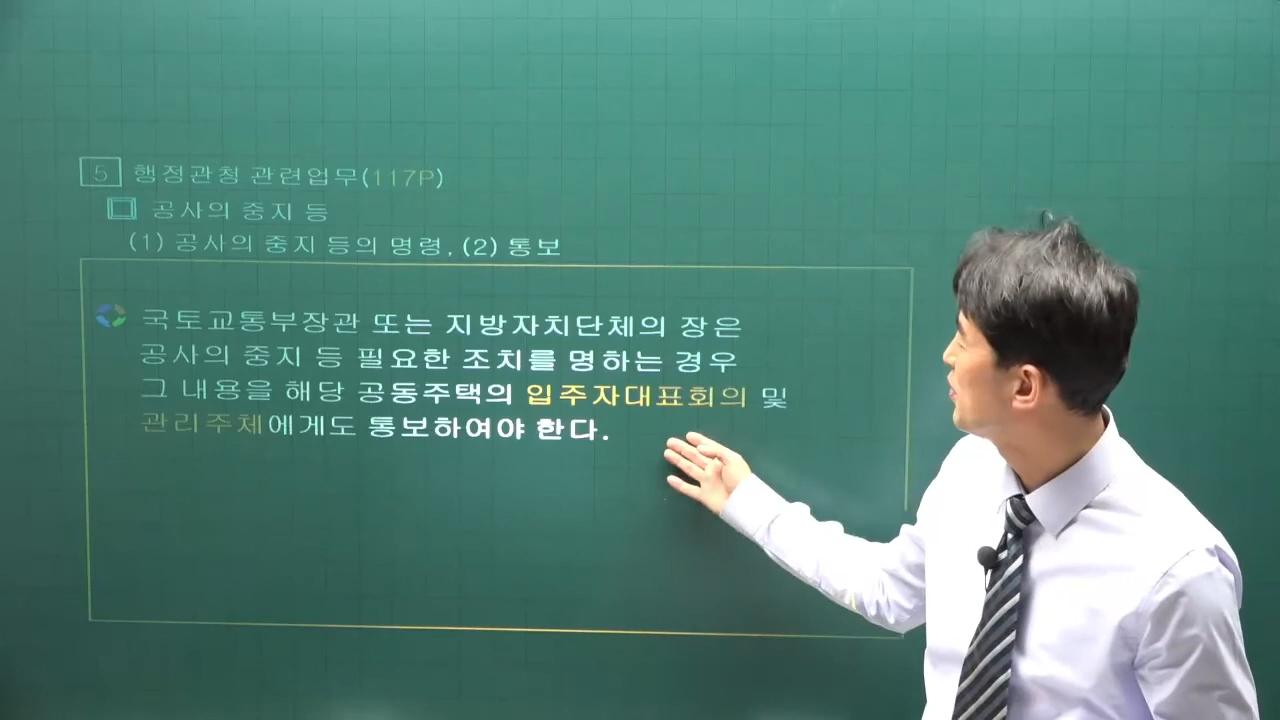 5 행정관청 관련업무(117P)
공사의 중지 등
(1) 공사의 중지 등의 명령, (2) 통보
국토교통부장관 또는 지방자치단체의 장은
공사의 중지 등 필요한 조치를 명하는 경우
그 내용을 해당 공동주택의 입주자대표회의 및
관리주체에게도 통보하여야 한다.